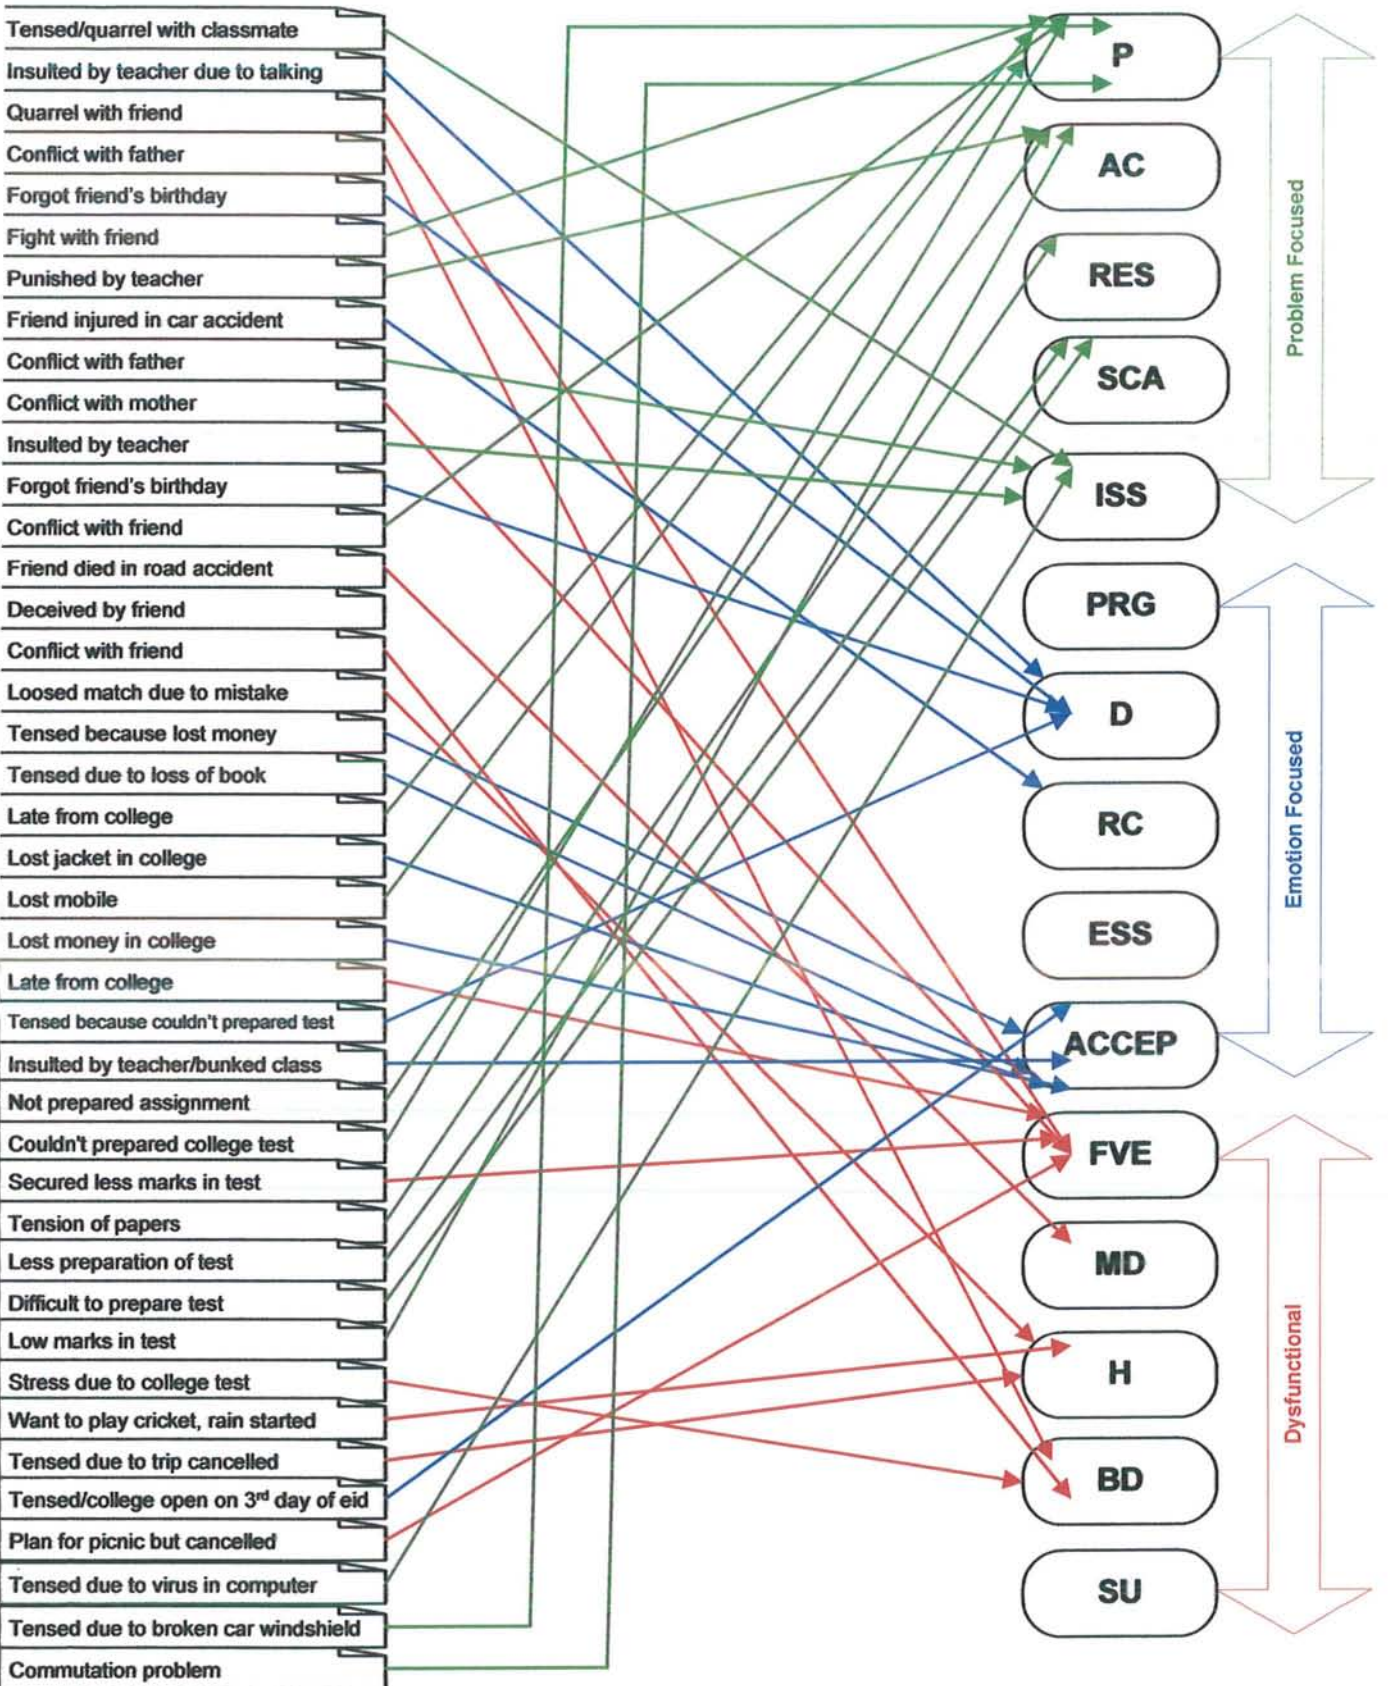 Tensed/quarrel with classmate
Insulted by teacher due to talking
Quarrel with friend
Conflict with father
Forgot friend's birthday
Fight with friend
Punished by teacher
Friend injured in car accident
Conflict with father
Conflict with mother
Insulted by teacher
Forgot friend's birthday
Conflict with friend
Friend died in road accident
Deceived by friend
Conflict with friend
Loosed match due to mistake
Tensed because lost money
Tensed due to loss of book
Late from college
Lost jacket in college
Lost mobile
Lost money in college
Late from college
Tensed because couldn't prepared test
Insulted by teacher/bunked class
Not prepared assignment
Couldn't prepared college test
Secured less marks in test
Tension of papers
Less preparation of test
Difficult to prepare test
Low marks in test
Stress due to college test
Want to play cricket, rain started
Tensed due to trip cancelled
Tensed/college open on 3rd day of eid
Plan for picnic but cancelled
Tensed due to virus in computer
Tensed due to broken car windshield
Commutation problem
P
AC
RES
SCA
ISS
PRG
D
RC
ESS
ACCEP
FVE
MD
H
BD
SU
Problem Focused
Emotion Focused
Dysfunctional